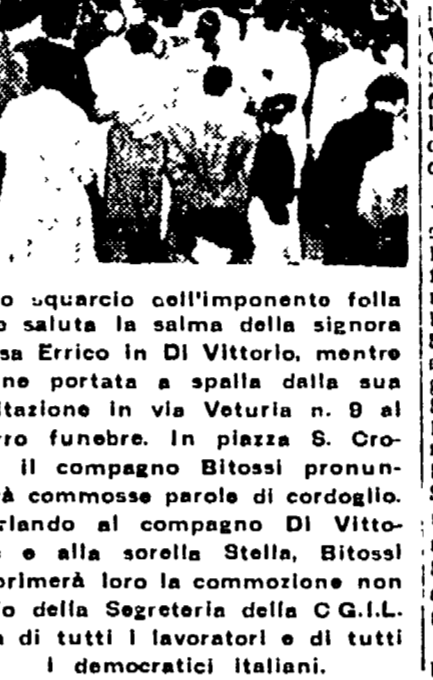 o squarcio dell'imponente folla
o saluta la salma della signora
sa Errico in Di Vittorio, mentre
ne portata a spalla dalla sua
itazione in via Veturia n. 9 al
rro funebre. In piazza S. Cro-
il compagno Bitossi pronun-
à commosse parole di cordoglio.
rlando al compagno Di Vitto-
e alla sorella Stella, Bitossi
primerà loro la commozione non
o della Segreteria della C G.I.L.
a di tutti i lavoratori e di tutti
i democratici italiani.